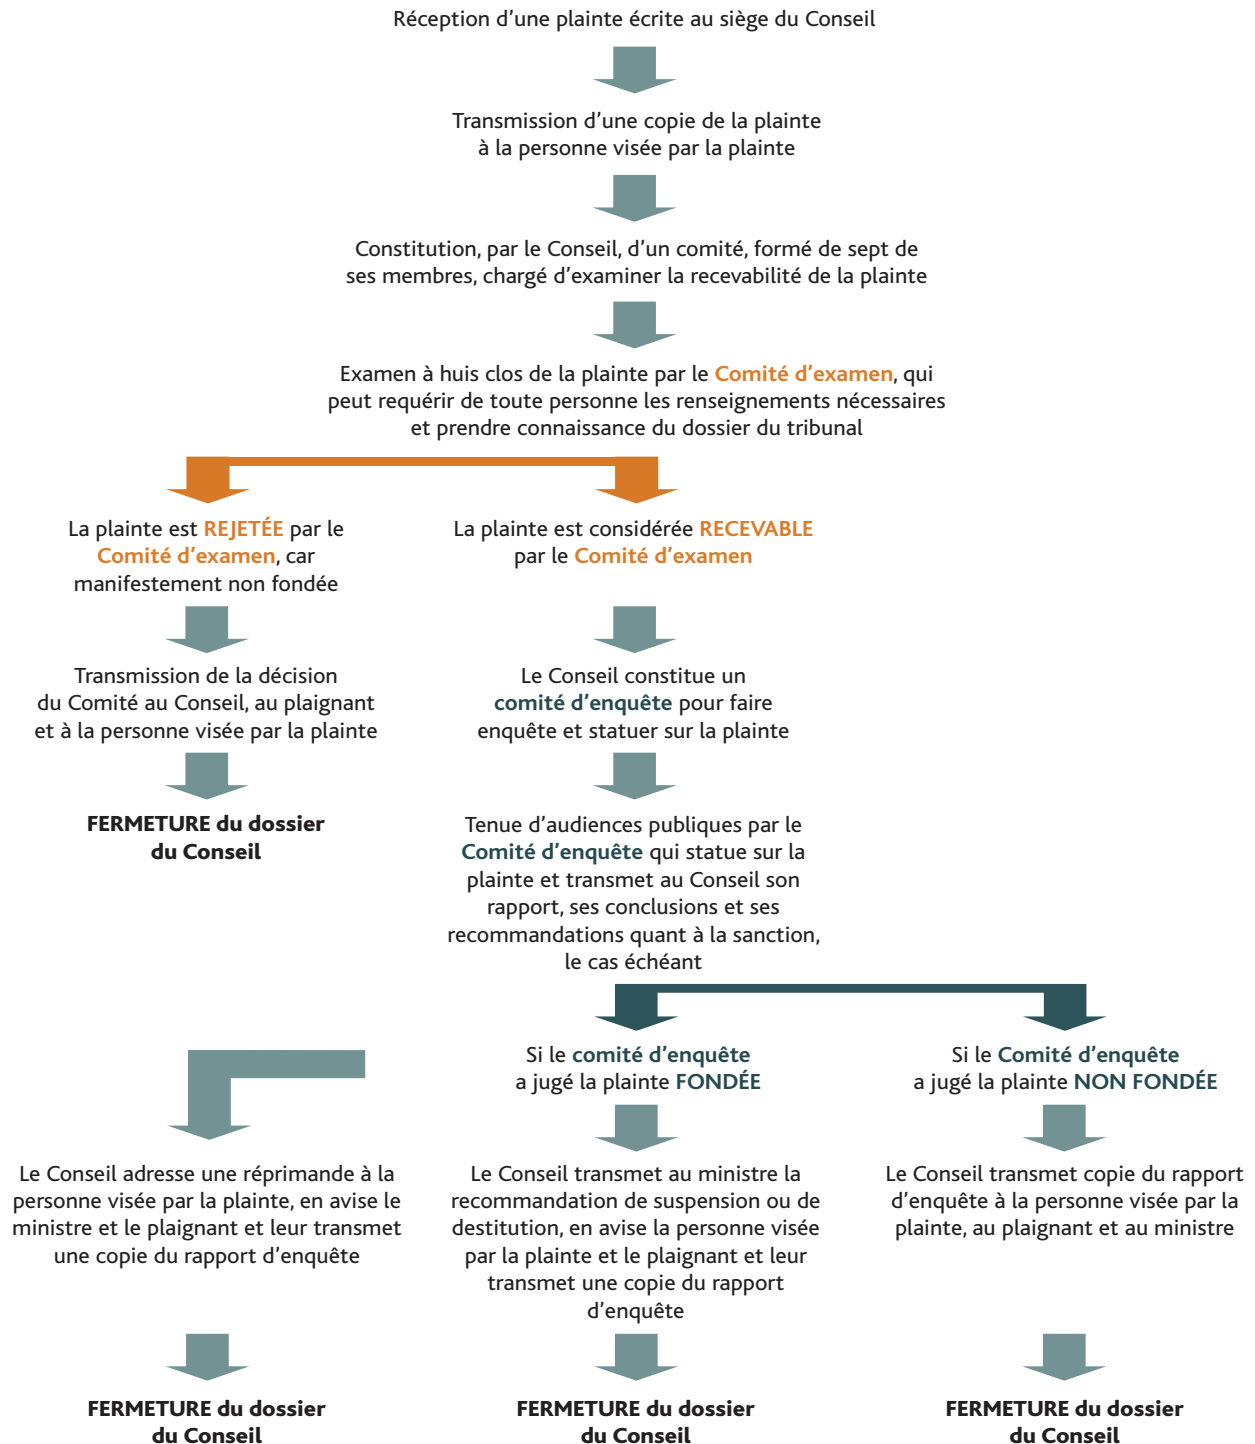 Réception d’une plainte écrite au siège du Conseil
Transmission d’une copie de la plainte
à la personne visée par la plainte
Constitution, par le Conseil, d’un comité, formé de sept de
ses membres, chargé d’examiner la recevabilité de la plainte
Examen à huis clos de la plainte par le Comité d’examen, qui
peut requérir de toute personne les renseignements nécessaires
et prendre connaissance du dossier du tribunal
La plainte est REJETÉE par le
Comité d’examen, car
manifestement non fondée
Transmission de la décision
du Comité au Conseil, au plaignant
et à la personne visée par la plainte
FERMETURE du dossier
du Conseil
La plainte est considérée RECEVABLE
par le Comité d’examen
Le Conseil constitue un
comité d’enquête pour faire
enquête et statuer sur la plainte
Tenue d’audiences publiques par le
Comité d’enquête qui statue sur la
plainte et transmet au Conseil son
rapport, ses conclusions et ses
recommandations quant à la sanction,
le cas échéant
Si le comité d’enquête
a jugé la plainte FONDÉE
Si le Comité d’enquête
a jugé la plainte NON FONDÉE
Le Conseil adresse une réprimande à la
personne visée par la plainte, en avise le
ministre et le plaignant et leur transmet
une copie du rapport d’enquête
Le Conseil transmet au ministre la
recommandation de suspension ou de
destitution, en avise la personne visée
par la plainte et le plaignant et leur
transmet une copie du rapport
d’enquête
Le Conseil transmet copie du rapport
d’enquête à la personne visée par la
plainte, au plaignant et au ministre
FERMETURE du dossier
du Conseil
FERMETURE du dossier
du Conseil
FERMETURE du dossier
du Conseil